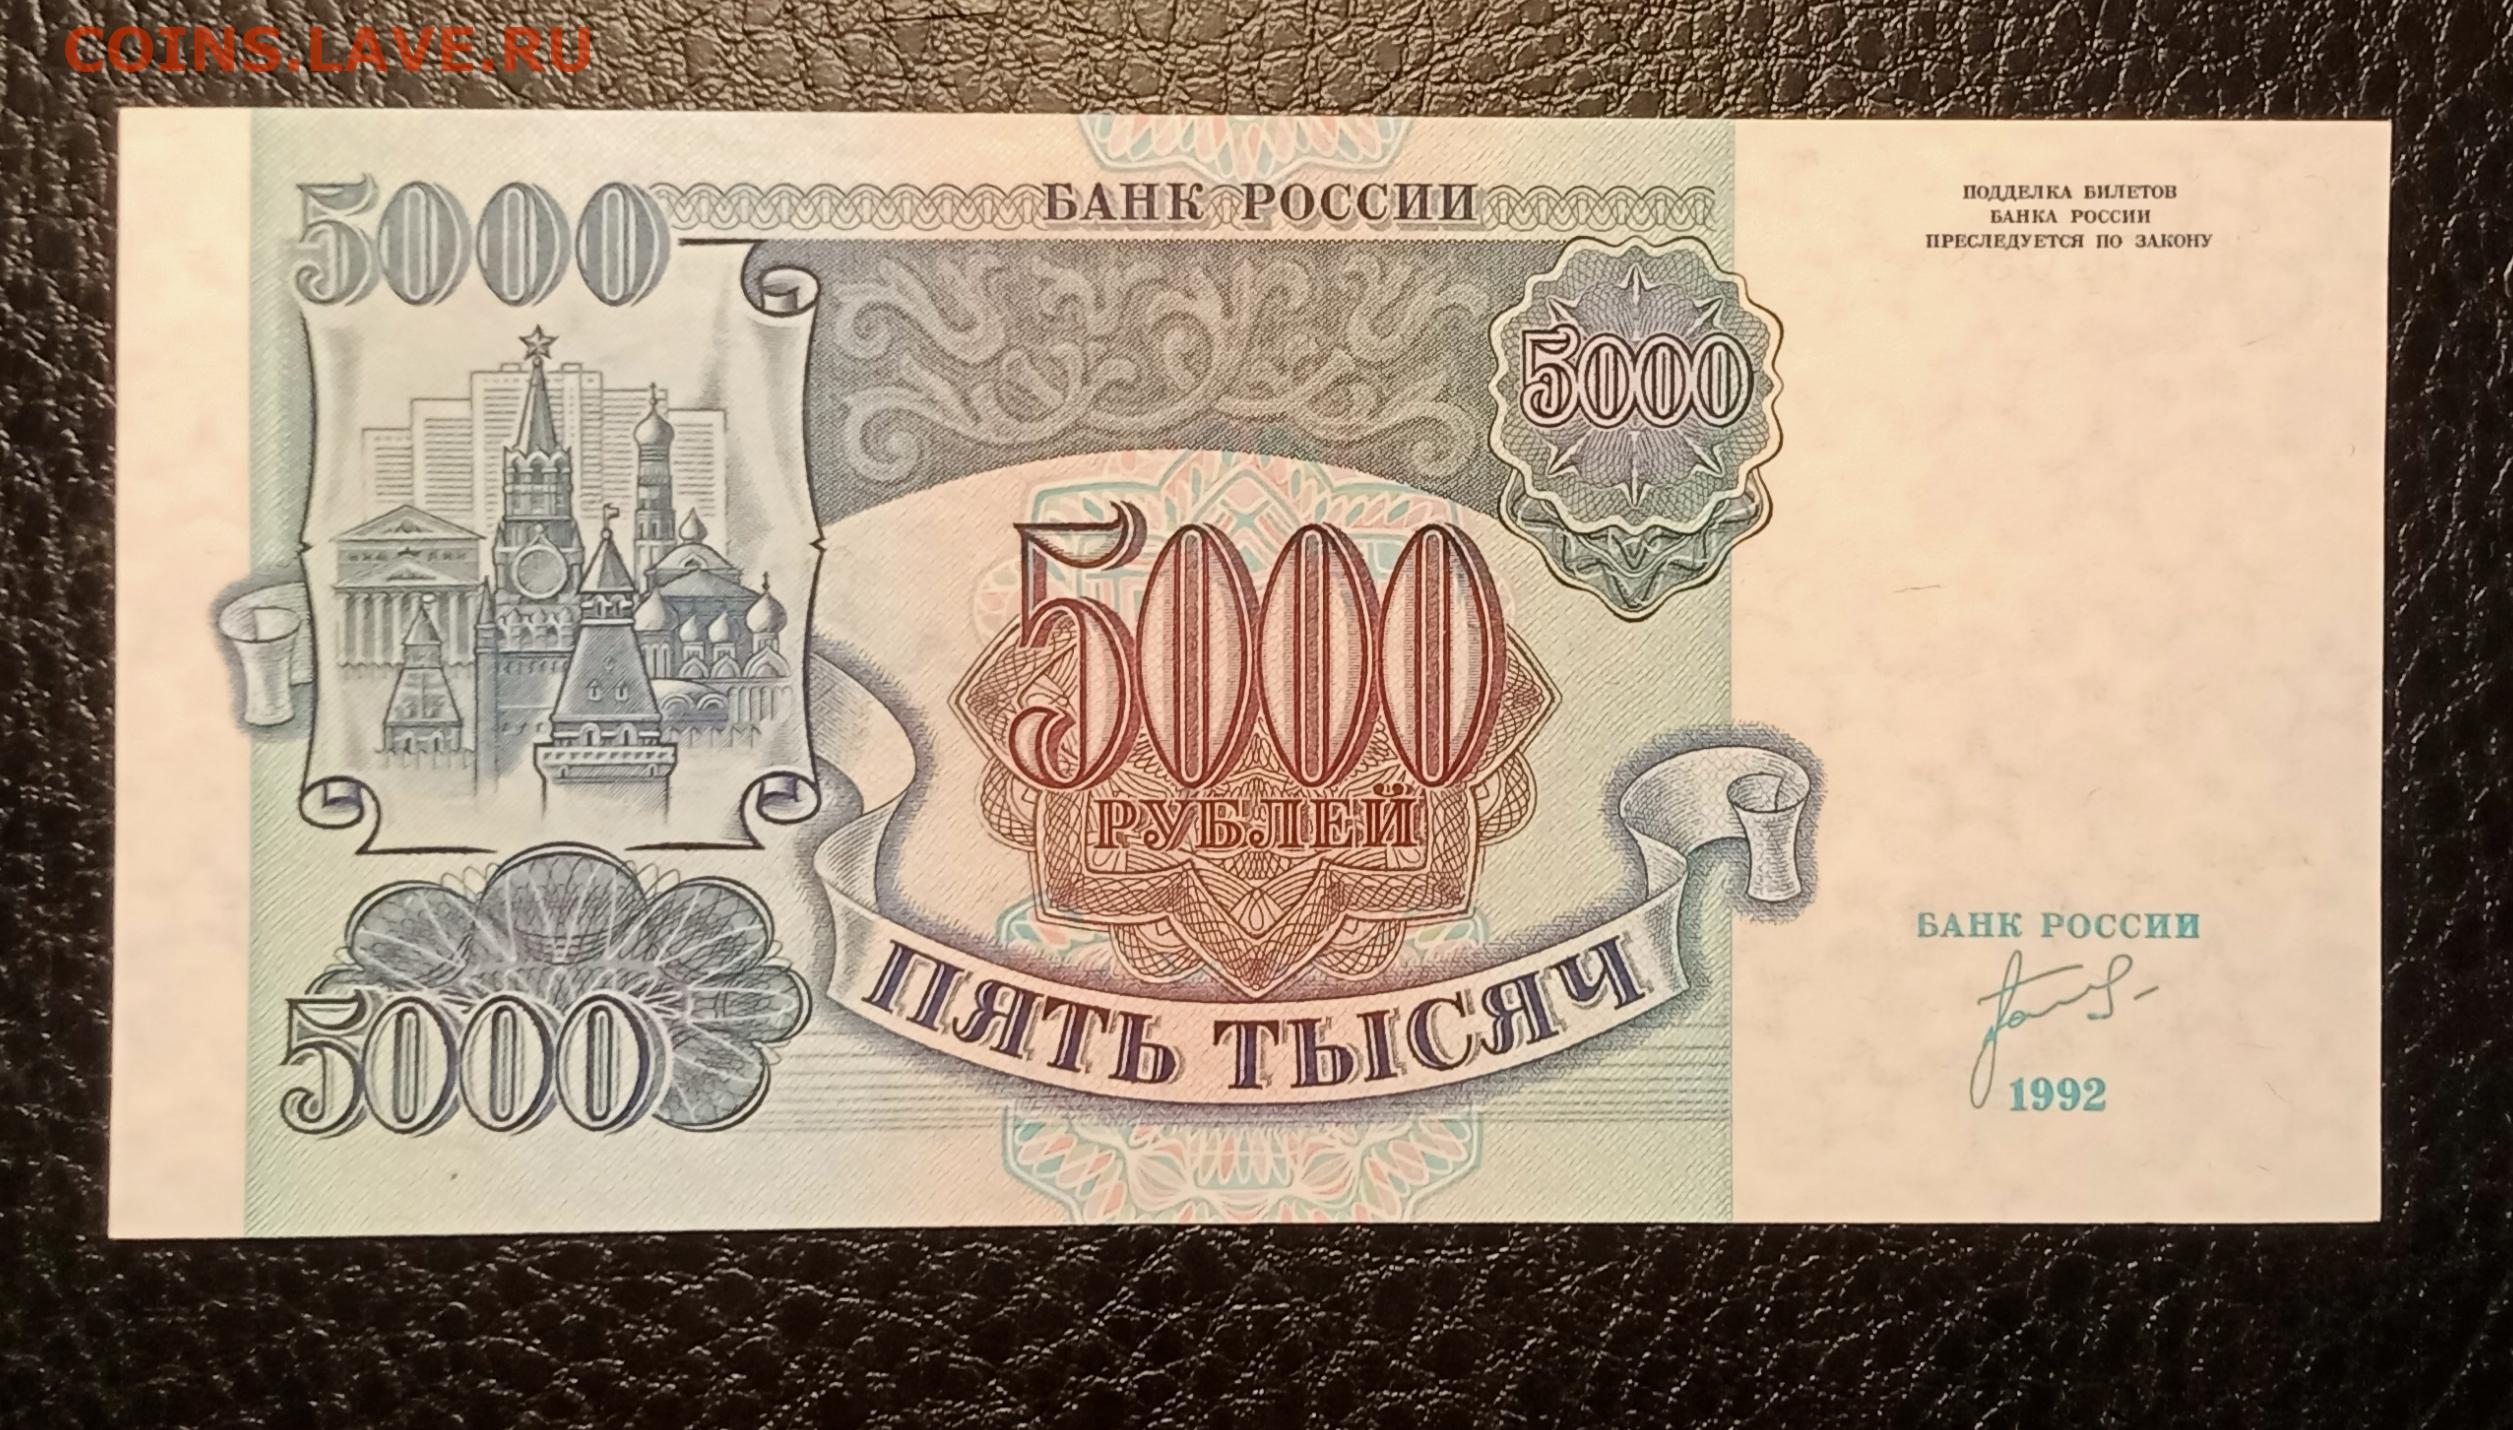 COINS.LAVE.RU
5000
БАНК РОССИИ
ПОДДЕЛКА БИЛЕТОВ
БАНКА РОССИИ
ПРЕСЛЕДУЕТСЯ ПО ЗАКОНУ
5000
5000
РУБЛЕЙ
ПЯТЬ ТЫСЯЧ
5000
БАНК РОССИИ
1992